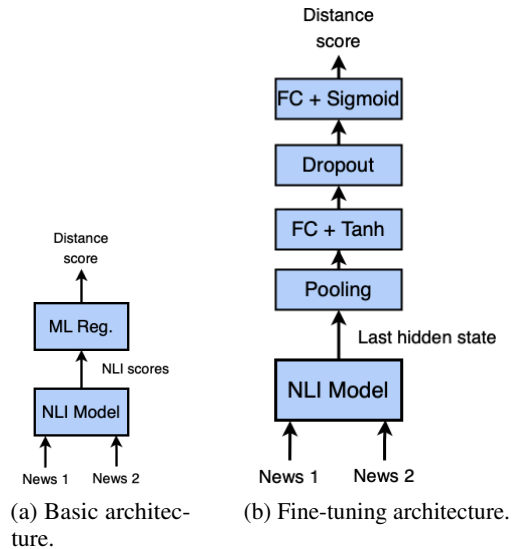 Distance
score
ML Reg.
NLI scores
NLI Model
News 1 News 2
(a) Basic architec-
ture.
Distance
score
FC + Sigmoid
Dropout
FC + Tanh
Pooling
Last hidden state
NLI Model
News 1 News 2
(b) Fine-tuning architecture.